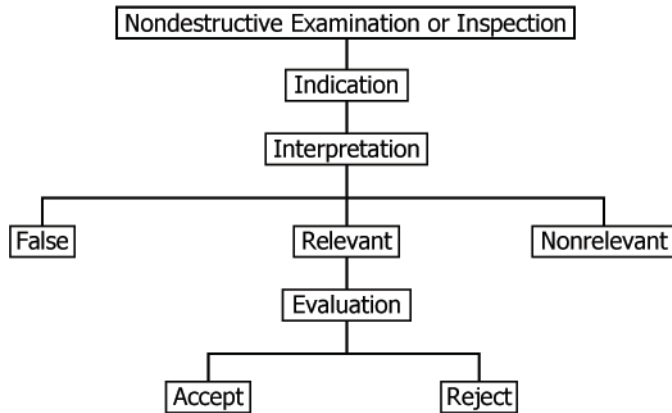 Nondestructive Examination or Inspection
Indication
Interpretation
False
Relevant
Nonrelevant
Evaluation
Accept
Reject